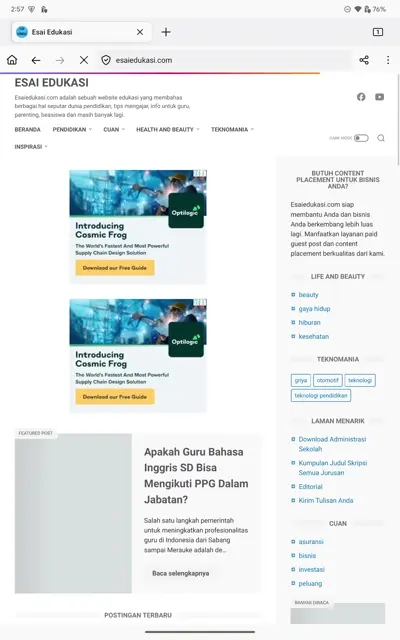 2:57
76%
Esai Edukasi
1
esaiedukasi.com
ESAI EDUKASI
Esaiedukasi.com adalah sebuah website edukasi yang membahas
berbagai hal seputar dunia pendidikan, tips mengajar, info untuk guru,
parenting, beasiswa dan masih banyak lagi.
BERANDA PENDIDIKAN CUAN HEALTH AND BEAUTY TEKNOMANIA
DARK MODE
INSPIRASI
Optilogic
Introducing
Cosmic Frog
The World's Fastest And Most Powerful
Supply Chain Design Solution
Download our Free Guide
Optilogic
Introducing
Cosmic Frog
The World's Fastest And Most Powerful
Supply Chain Design Solution
Download our Free Guide
FEATURED POST
Apakah Guru Bahasa
Inggris SD Bisa
Mengikuti PPG Dalam
Jabatan?
Salah satu langkah pemerintah
untuk meningkatkan profesionalitas
guru di Indonesia dari Sabang
sampai Merauke adalah de...
Baca selengkapnya
POSTINGAN TERBARU
BUTUH CONTENT
PLACEMENT UNTUK BISNIS
ANDA?
Esaiedukasi.com siap
membantu Anda dan bisnis
Anda berkembang lebih luas
lagi. Manfaatkan layanan paid
guest post dan content
placement berkualitas dari kami.
LIFE AND BEAUTY
beauty
gaya hidup
hiburan
kesehatan
TEKNOMANIA
griya otomotif teknologi
teknologi pendidikan
LAMAN MENARIK
Download Administrasi
Sekolah
Kumpulan Judul Skripsi
Semua Jurusan
Editorial
Kirim Tulisan Anda
CUAN
asuransi
bisnis
investasi
peluang
BANYAK DIBACA